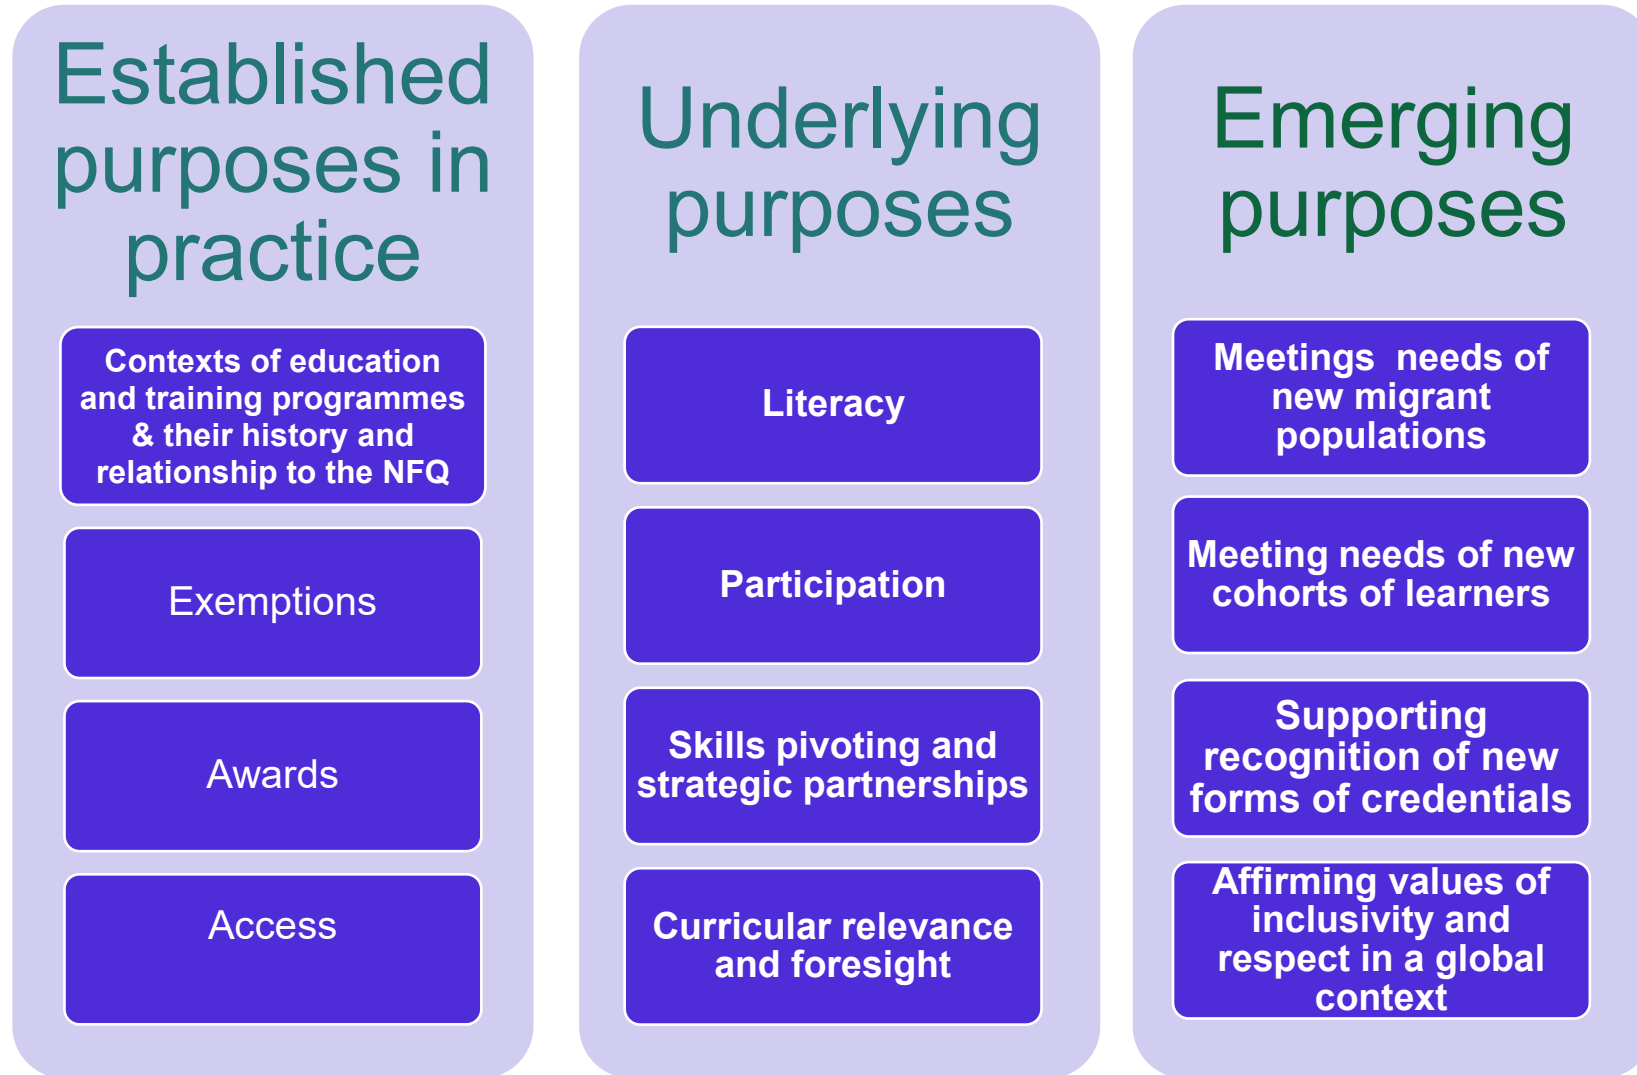 Established
purposes in
practice
Contexts of education
and training programmes
& their history and
relationship to the NFQ
Exemptions
Awards
Access
Underlying
purposes
Literacy
Participation
Skills pivoting and
strategic partnerships
Curricular relevance
and foresight
Emerging
purposes
Meetings  needs of
new migrant
populations
Meeting needs of new
cohorts of learners
Supporting
recognition of new
forms of credentials
Affirming values of
inclusivity and
respect in a global
context